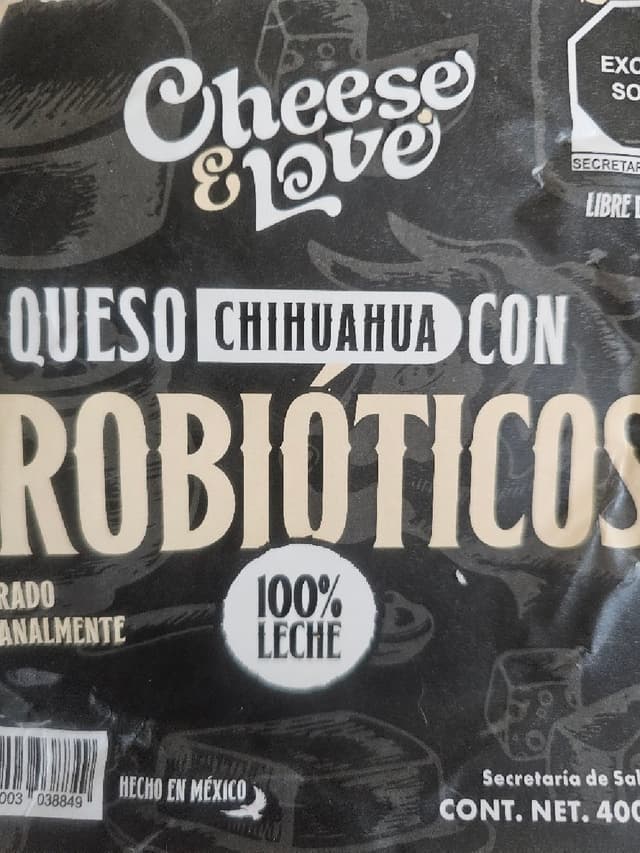 Cheese
& Love
EXC
SO
SECRETAR
LIBRE D
QUESO CHIHUAHUA CON
ROBIÓTICOS
100%
LECHE
RADO
ANALMENTE
003 038849
HECHO EN MÉXICO
Secretaría de Sal
CONT. NET. 400